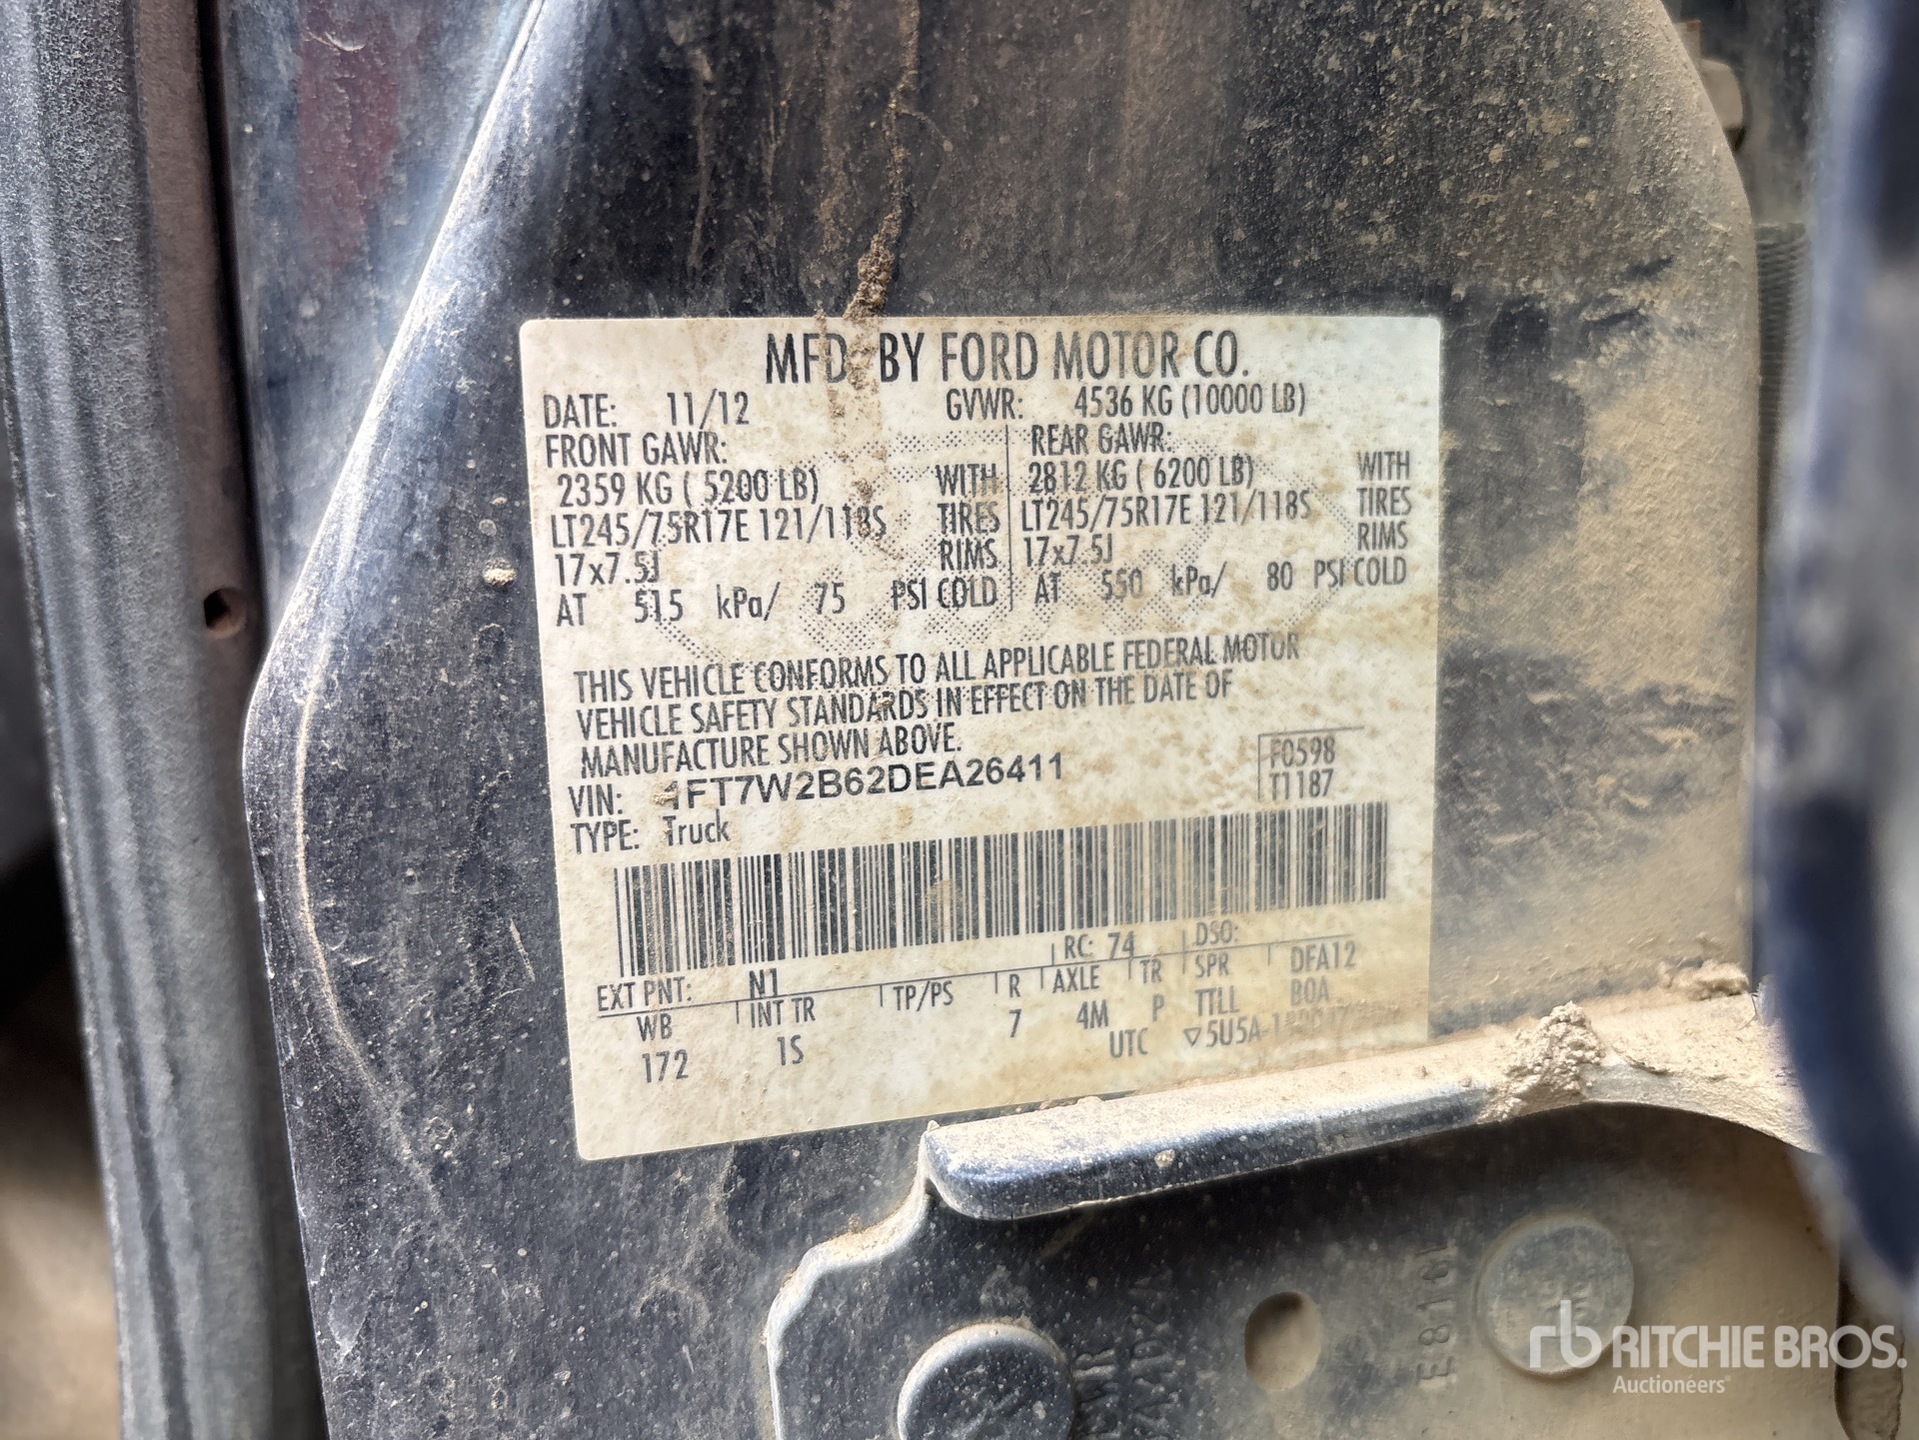 MFD. BY FORD MOTOR CO.
DATE: 11/12 GVWR: 4536 KG (10000 LB)
FRONT GAWR: REAR GAWR:
2359 KG ( 5200 LB) WITH 2812 KG ( 6200 LB) WITH
LT245/75R17E 121/118S TIRES LT245/75R17E 121/118S TIRES
17x7.5J RIMS 17x7.5J RIMS
AT 515 kPa/ 75 PSI COLD AT 550 kPa/ 80 PSI COLD
THIS VEHICLE CONFORMS TO ALL APPLICABLE FEDERAL MOTOR
VEHICLE SAFETY STANDARDS IN EFFECT ON THE DATE OF
MANUFACTURE SHOWN ABOVE.
VIN: 1FT7W2B62DEA26411 F0598
TYPE: Truck T1187
EXT PNT: N1 RC: 74 DSO:
WB INT TR TP/PS R AXLE TR SPR DFA12
172 1S 7 4M P TTLL BOA
UTC ▽5U5A-
E8101
RITCHIE BROS.
Auctioneers